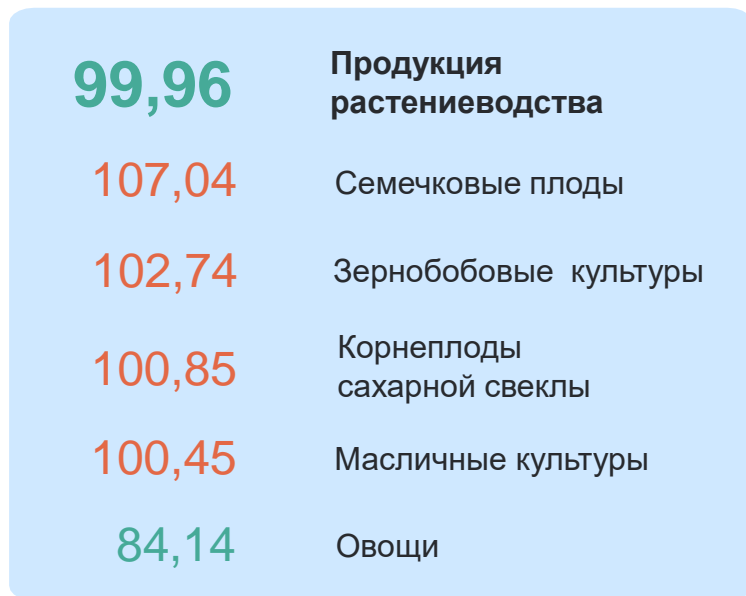 99,96 Продукция
растениеводства
107,04 Семечковые плоды
102,74 Зернобобовые культуры
100,85 Корнеплоды
сахарной свеклы
100,45 Масличные культуры
84,14 Овощи